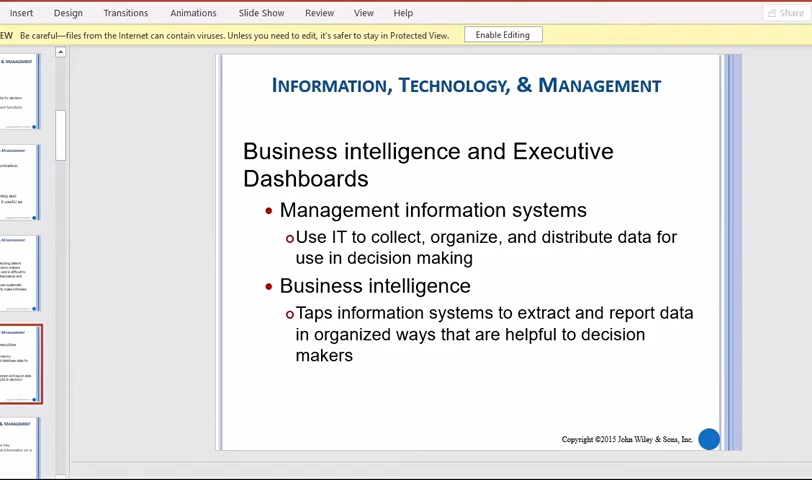 Insert Design Transitions Animations Slide Show Review View Help Share
EW Be careful—files from the Internet can contain viruses. Unless you need to edit, it's safer to stay in Protected View. Enable Editing
INFORMATION, TECHNOLOGY, & MANAGEMENT
Business intelligence and Executive
Dashboards
• Management information systems
oUse IT to collect, organize, and distribute data for
use in decision making
• Business intelligence
oTaps information systems to extract and report data
in organized ways that are helpful to decision
makers
Copyright ©2015 John Wiley & Sons, Inc.
& MANAGEMENT